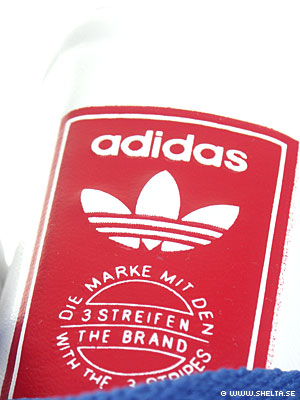 adidas
DIE MARKE MIT DEN
3 STREIFEN
THE BRAND
WITH THE 3 STRIPES
© WWW.SHELTA.SE